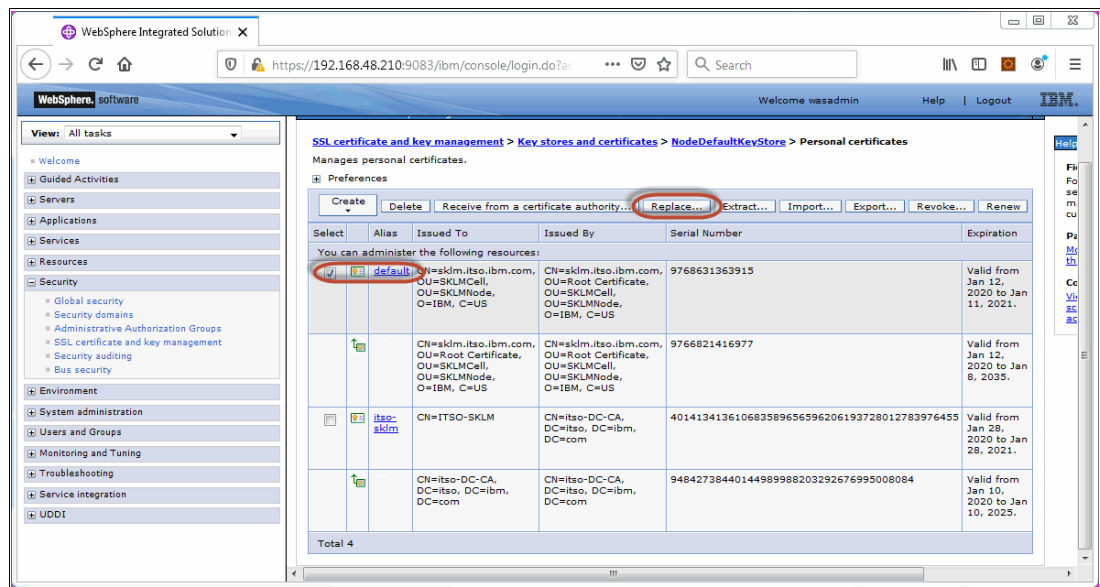 WebSphere Integrated Solution
https://192.168.48.210:9083/ibm/console/login.do?ac
Search
WebSphere. software
Welcome wasadmin
Help | Logout
IBM.
View: All tasks
Welcome
Guided Activities
Servers
Applications
Services
Resources
Security
Global security
Security domains
Administrative Authorization Groups
SSL certificate and key management
Security auditing
Bus security
Environment
System administration
Users and Groups
Monitoring and Tuning
Troubleshooting
Service integration
UDDI
SSL certificate and key management > Key stores and certificates > NodeDefaultKeyStore > Personal certificates
Manages personal certificates.
Preferences
Create Delete Receive from a certificate authority... Replace... Extract... Import... Export... Revoke... Renew
Select Alias Issued To Issued By Serial Number Expiration
You can administer the following resources:
default CN=sklm.itso.ibm.com, CN=sklm.itso.ibm.com, 9768631363915 Valid from
OU=SKLMCell, OU=Root Certificate, Jan 12,
OU=SKLMNode, OU=SKLMCell, 2020 to Jan
O=IBM, C=US OU=SKLMNode, 11, 2021.
O=IBM, C=US
CN=sklm.itso.ibm.com, CN=sklm.itso.ibm.com, 9766821416977 Valid from
OU=Root Certificate, OU=Root Certificate, Jan 12,
OU=SKLMCell, OU=SKLMCell, 2020 to Jan
OU=SKLMNode, OU=SKLMNode, 8, 2035.
O=IBM, C=US O=IBM, C=US
itso- CN=ITSO-SKLM CN=itso-DC-CA, 401413413610683589656596206193728012783976455 Valid from
sklm DC=itso, DC=ibm, Jan 28,
DC=com 2020 to Jan
28, 2021.
CN=itso-DC-CA, CN=itso-DC-CA, 94842738440144989988203292676995008084 Valid from
DC=itso, DC=ibm, DC=itso, DC=ibm, Jan 10,
DC=com DC=com 2020 to Jan
10, 2025.
Total 4
Help